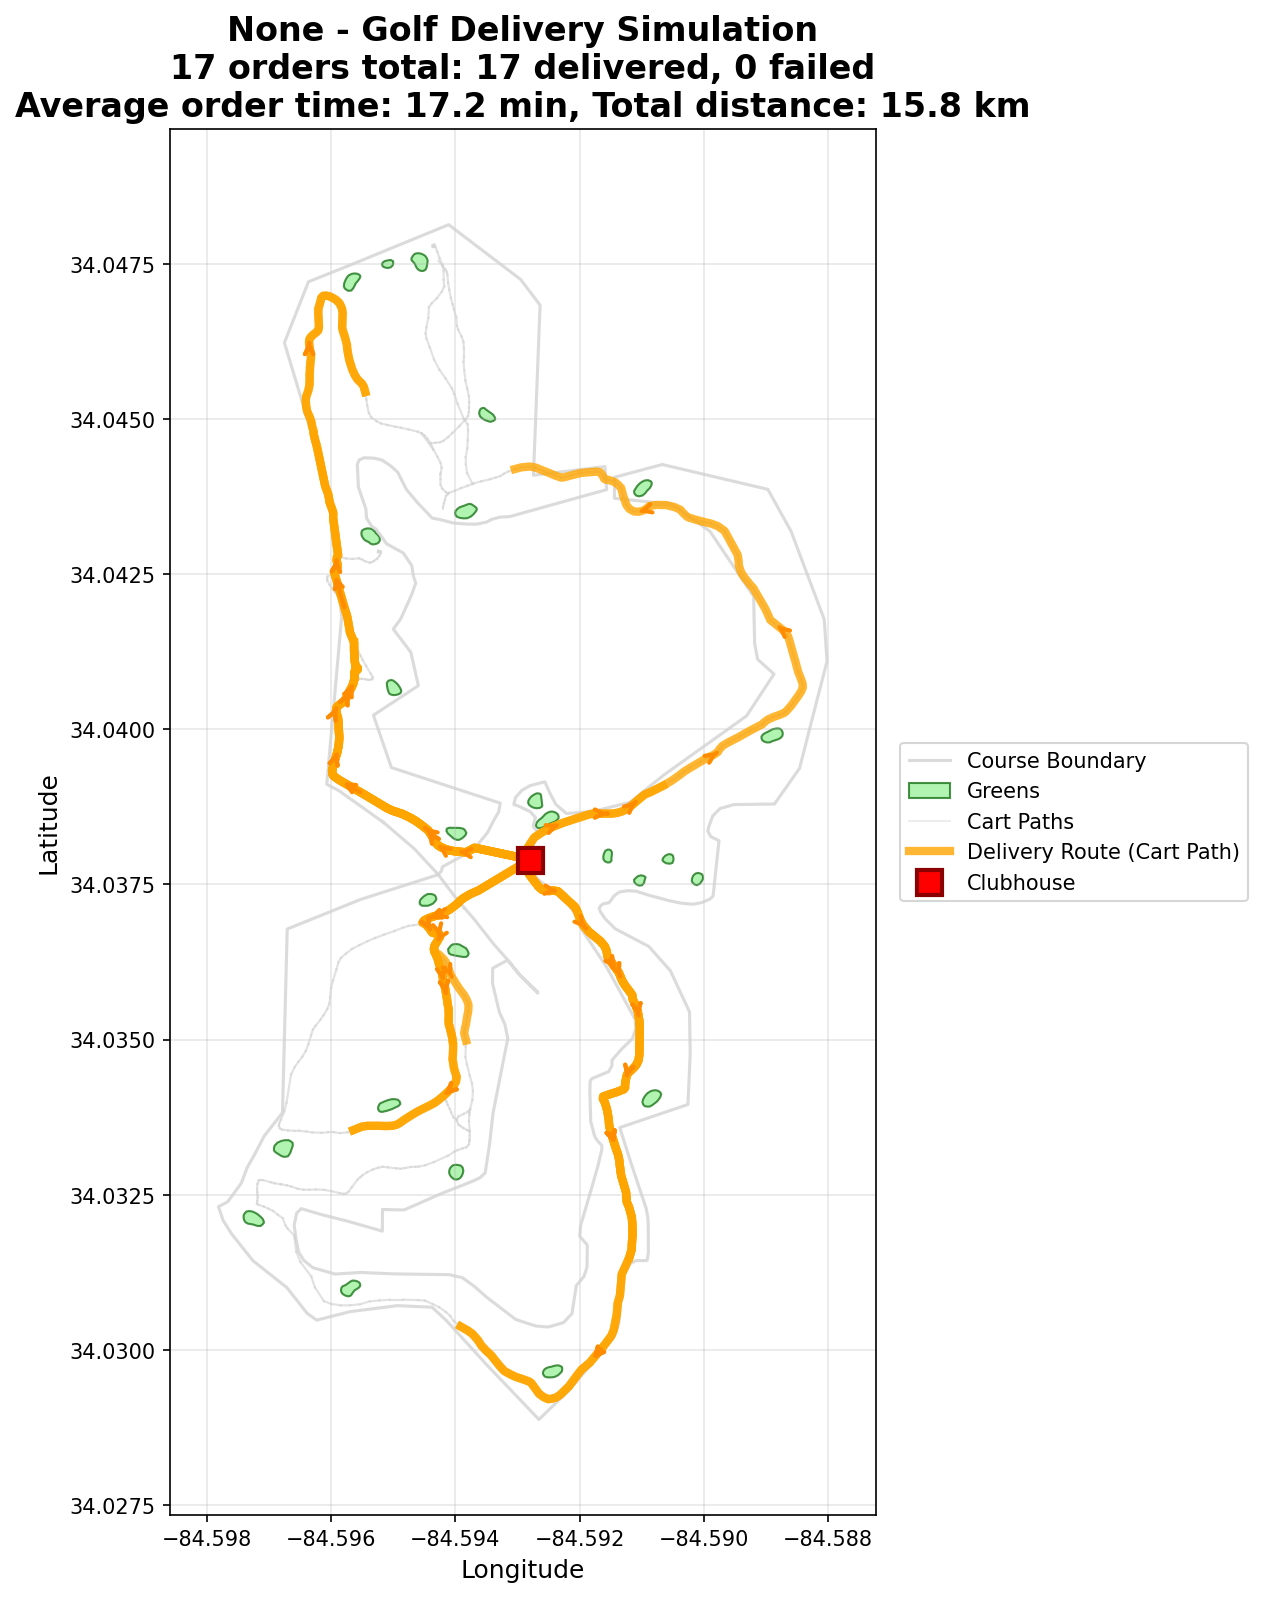 None - Golf Delivery Simulation
17 orders total: 17 delivered, 0 failed
Average order time: 17.2 min, Total distance: 15.8 km
34.0475
34.0450
34.0425
34.0400
34.0375
34.0350
34.0325
34.0300
34.0275
Latitude
−84.598
−84.596
−84.594
−84.592
−84.590
−84.588
Longitude
Course Boundary
Greens
Cart Paths
Delivery Route (Cart Path)
Clubhouse